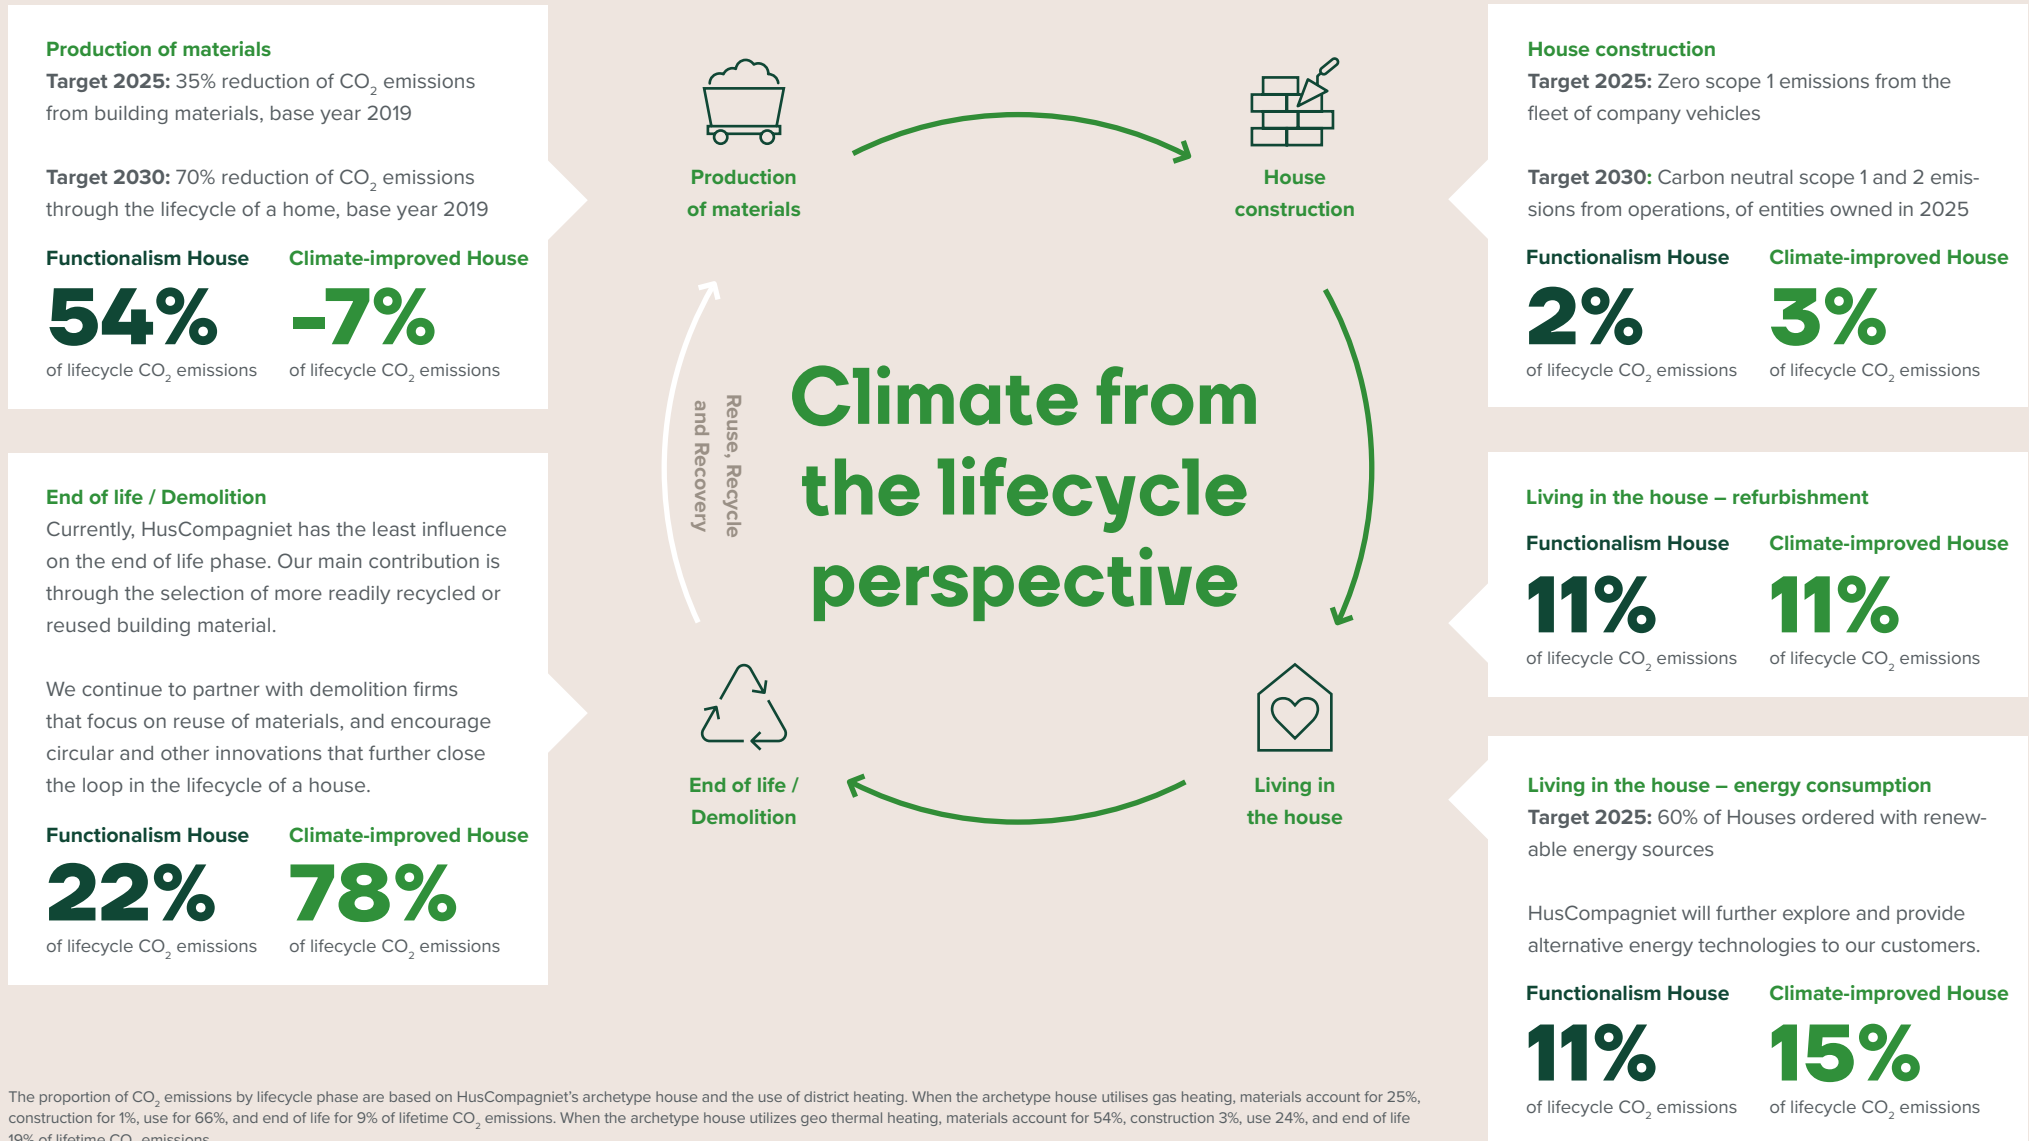 Production of materials
Target 2025: 35% reduction of CO2 emissions
from building materials, base year 2019
Target 2030: 70% reduction of CO2 emissions
through the lifecycle of a home, base year 2019
Functionalism House
54%
of lifecycle CO2 emissions
Climate-improved House
–7%
of lifecycle CO2 emissions
End of life / Demolition
Currently, HusCompagniet has the least influence
on the end of life phase. Our main contribution is
through the selection of more readily recycled or
reused building material.
We continue to partner with demolition firms
that focus on reuse of materials, and encourage
circular and other innovations that further close
the loop in the lifecycle of a house.
Functionalism House
22%
of lifecycle CO2 emissions
Climate-improved House
78%
of lifecycle CO2 emissions
Production
of materials
House
construction
Reuse, Recycle
and Recovery
Climate from
the lifecycle
perspective
End of life /
Demolition
Living in
the house
House construction
Target 2025: Zero scope 1 emissions from the
fleet of company vehicles
Target 2030: Carbon neutral scope 1 and 2 emis-
sions from operations, of entities owned in 2025
Functionalism House
2%
of lifecycle CO2 emissions
Climate-improved House
3%
of lifecycle CO2 emissions
Living in the house – refurbishment
Functionalism House
11%
of lifecycle CO2 emissions
Climate-improved House
11%
of lifecycle CO2 emissions
Living in the house – energy consumption
Target 2025: 60% of Houses ordered with renew-
able energy sources
HusCompagniet will further explore and provide
alternative energy technologies to our customers.
Functionalism House
11%
of lifecycle CO2 emissions
Climate-improved House
15%
of lifecycle CO2 emissions
The proportion of CO2 emissions by lifecycle phase are based on HusCompagniet's archetype house and the use of district heating. When the archetype house utilises gas heating, materials account for 25%,
construction for 1%, use for 66%, and end of life for 9% of lifetime CO2 emissions. When the archetype house utilizes geo thermal heating, materials account for 54%, construction 3%, use 24%, and end of life
19% of lifetime CO2 emissions.